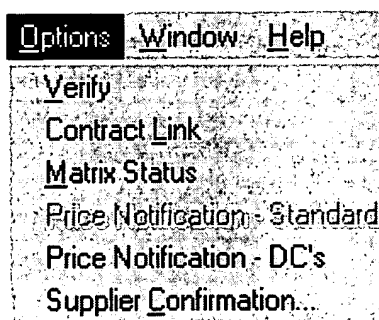 Options Window Help
Verify
Contract Link
Matrix Status
Price Notification - Standard
Price Notification - DC's
Supplier Confirmation...